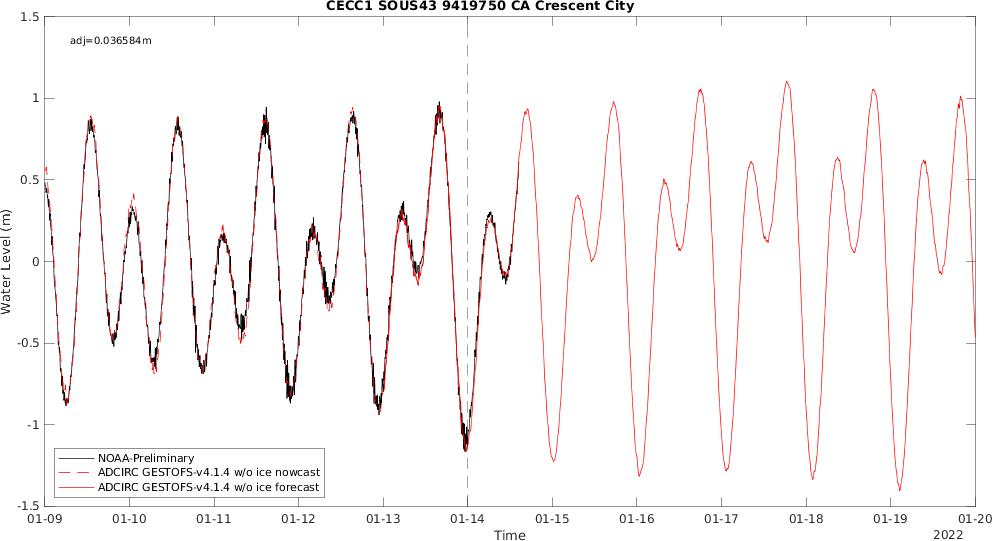 CECC1 SOUS43 9419750 CA Crescent City
adj=0.036584m
1.5
1
0.5
0
-0.5
-1
-1.5
Water Level (m)
NOAA-Preliminary
ADCIRC GESTOFS-v4.1.4 w/o ice nowcast
ADCIRC GESTOFS-v4.1.4 w/o ice forecast
01-09 01-10 01-11 01-12 01-13 01-14 01-15 01-16 01-17 01-18 01-19 01-20
Time
2022